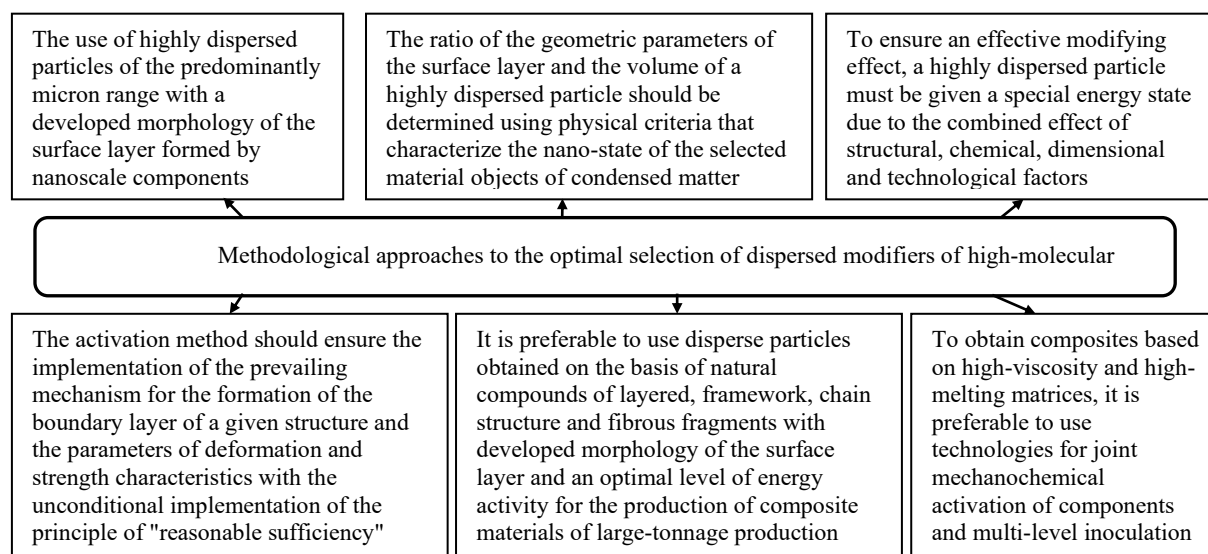 The use of highly dispersed
particles of the predominantly
micron range with a
developed morphology of the
surface layer formed by
nanoscale components
The ratio of the geometric parameters of
the surface layer and the volume of a
highly dispersed particle should be
determined using physical criteria that
characterize the nano-state of the selected
material objects of condensed matter
To ensure an effective modifying
effect, a highly dispersed particle
must be given a special energy state
due to the combined effect of
structural, chemical, dimensional
and technological factors
Methodological approaches to the optimal selection of dispersed modifiers of high-molecular
The activation method should ensure the
implementation of the prevailing
mechanism for the formation of the
boundary layer of a given structure and
the parameters of deformation and
strength characteristics with the
unconditional implementation of the
principle of "reasonable sufficiency"
It is preferable to use disperse particles
obtained on the basis of natural
compounds of layered, framework, chain
structure and fibrous fragments with
developed morphology of the surface
layer and an optimal level of energy
activity for the production of composite
materials of large-tonnage production
To obtain composites based
on high-viscosity and high-
melting matrices, it is
preferable to use
technologies for joint
mechanochemical
activation of components
and multi-level inoculation